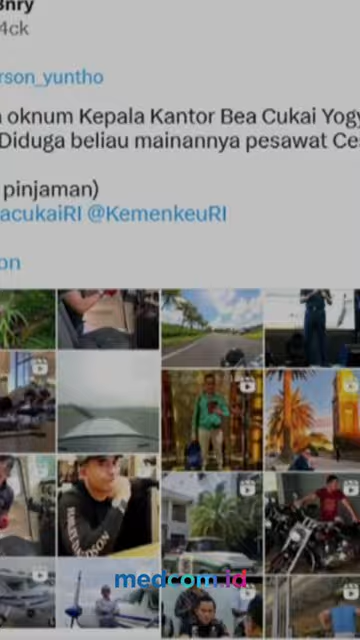 3nry
4ck
rson_yuntho
oknum Kepala Kantor Bea Cukai Yogy
Diduga beliau mainannya pesawat Ces
pinjaman)
acukaiRI @KemenkeuRI
on
medcom.id